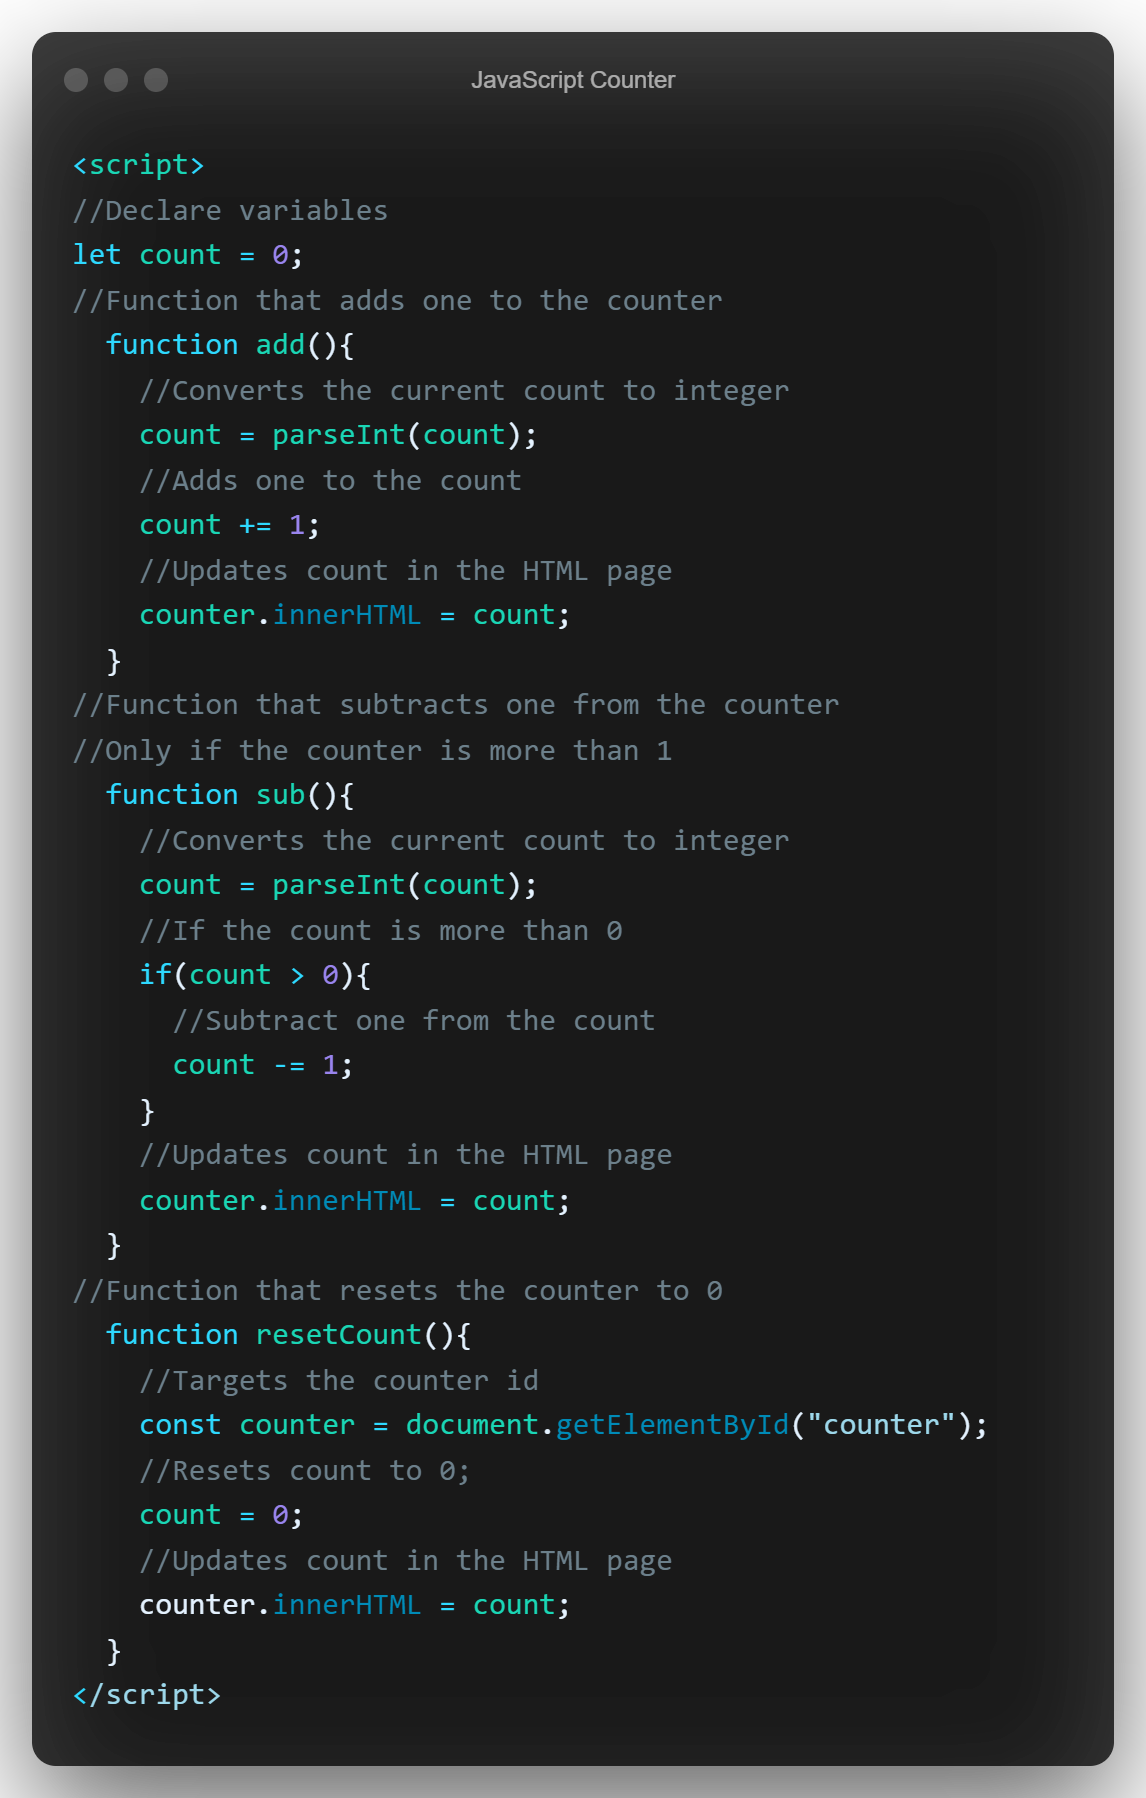 JavaScript Counter
<script>
//Declare variables
let count = 0;
//Function that adds one to the counter
  function add(){
    //Converts the current count to integer
    count = parseInt(count);
    //Adds one to the count
    count += 1;
    //Updates count in the HTML page
    counter.innerHTML = count;
  }
//Function that subtracts one from the counter
//Only if the counter is more than 1
  function sub(){
    //Converts the current count to integer
    count = parseInt(count);
    //If the count is more than 0
    if(count > 0){
      //Subtract one from the count
      count -= 1;
    }
    //Updates count in the HTML page
    counter.innerHTML = count;
  }
//Function that resets the counter to 0
  function resetCount(){
    //Targets the counter id
    const counter = document.getElementById("counter");
    //Resets count to 0;
    count = 0;
    //Updates count in the HTML page
    counter.innerHTML = count;
  }
</script>